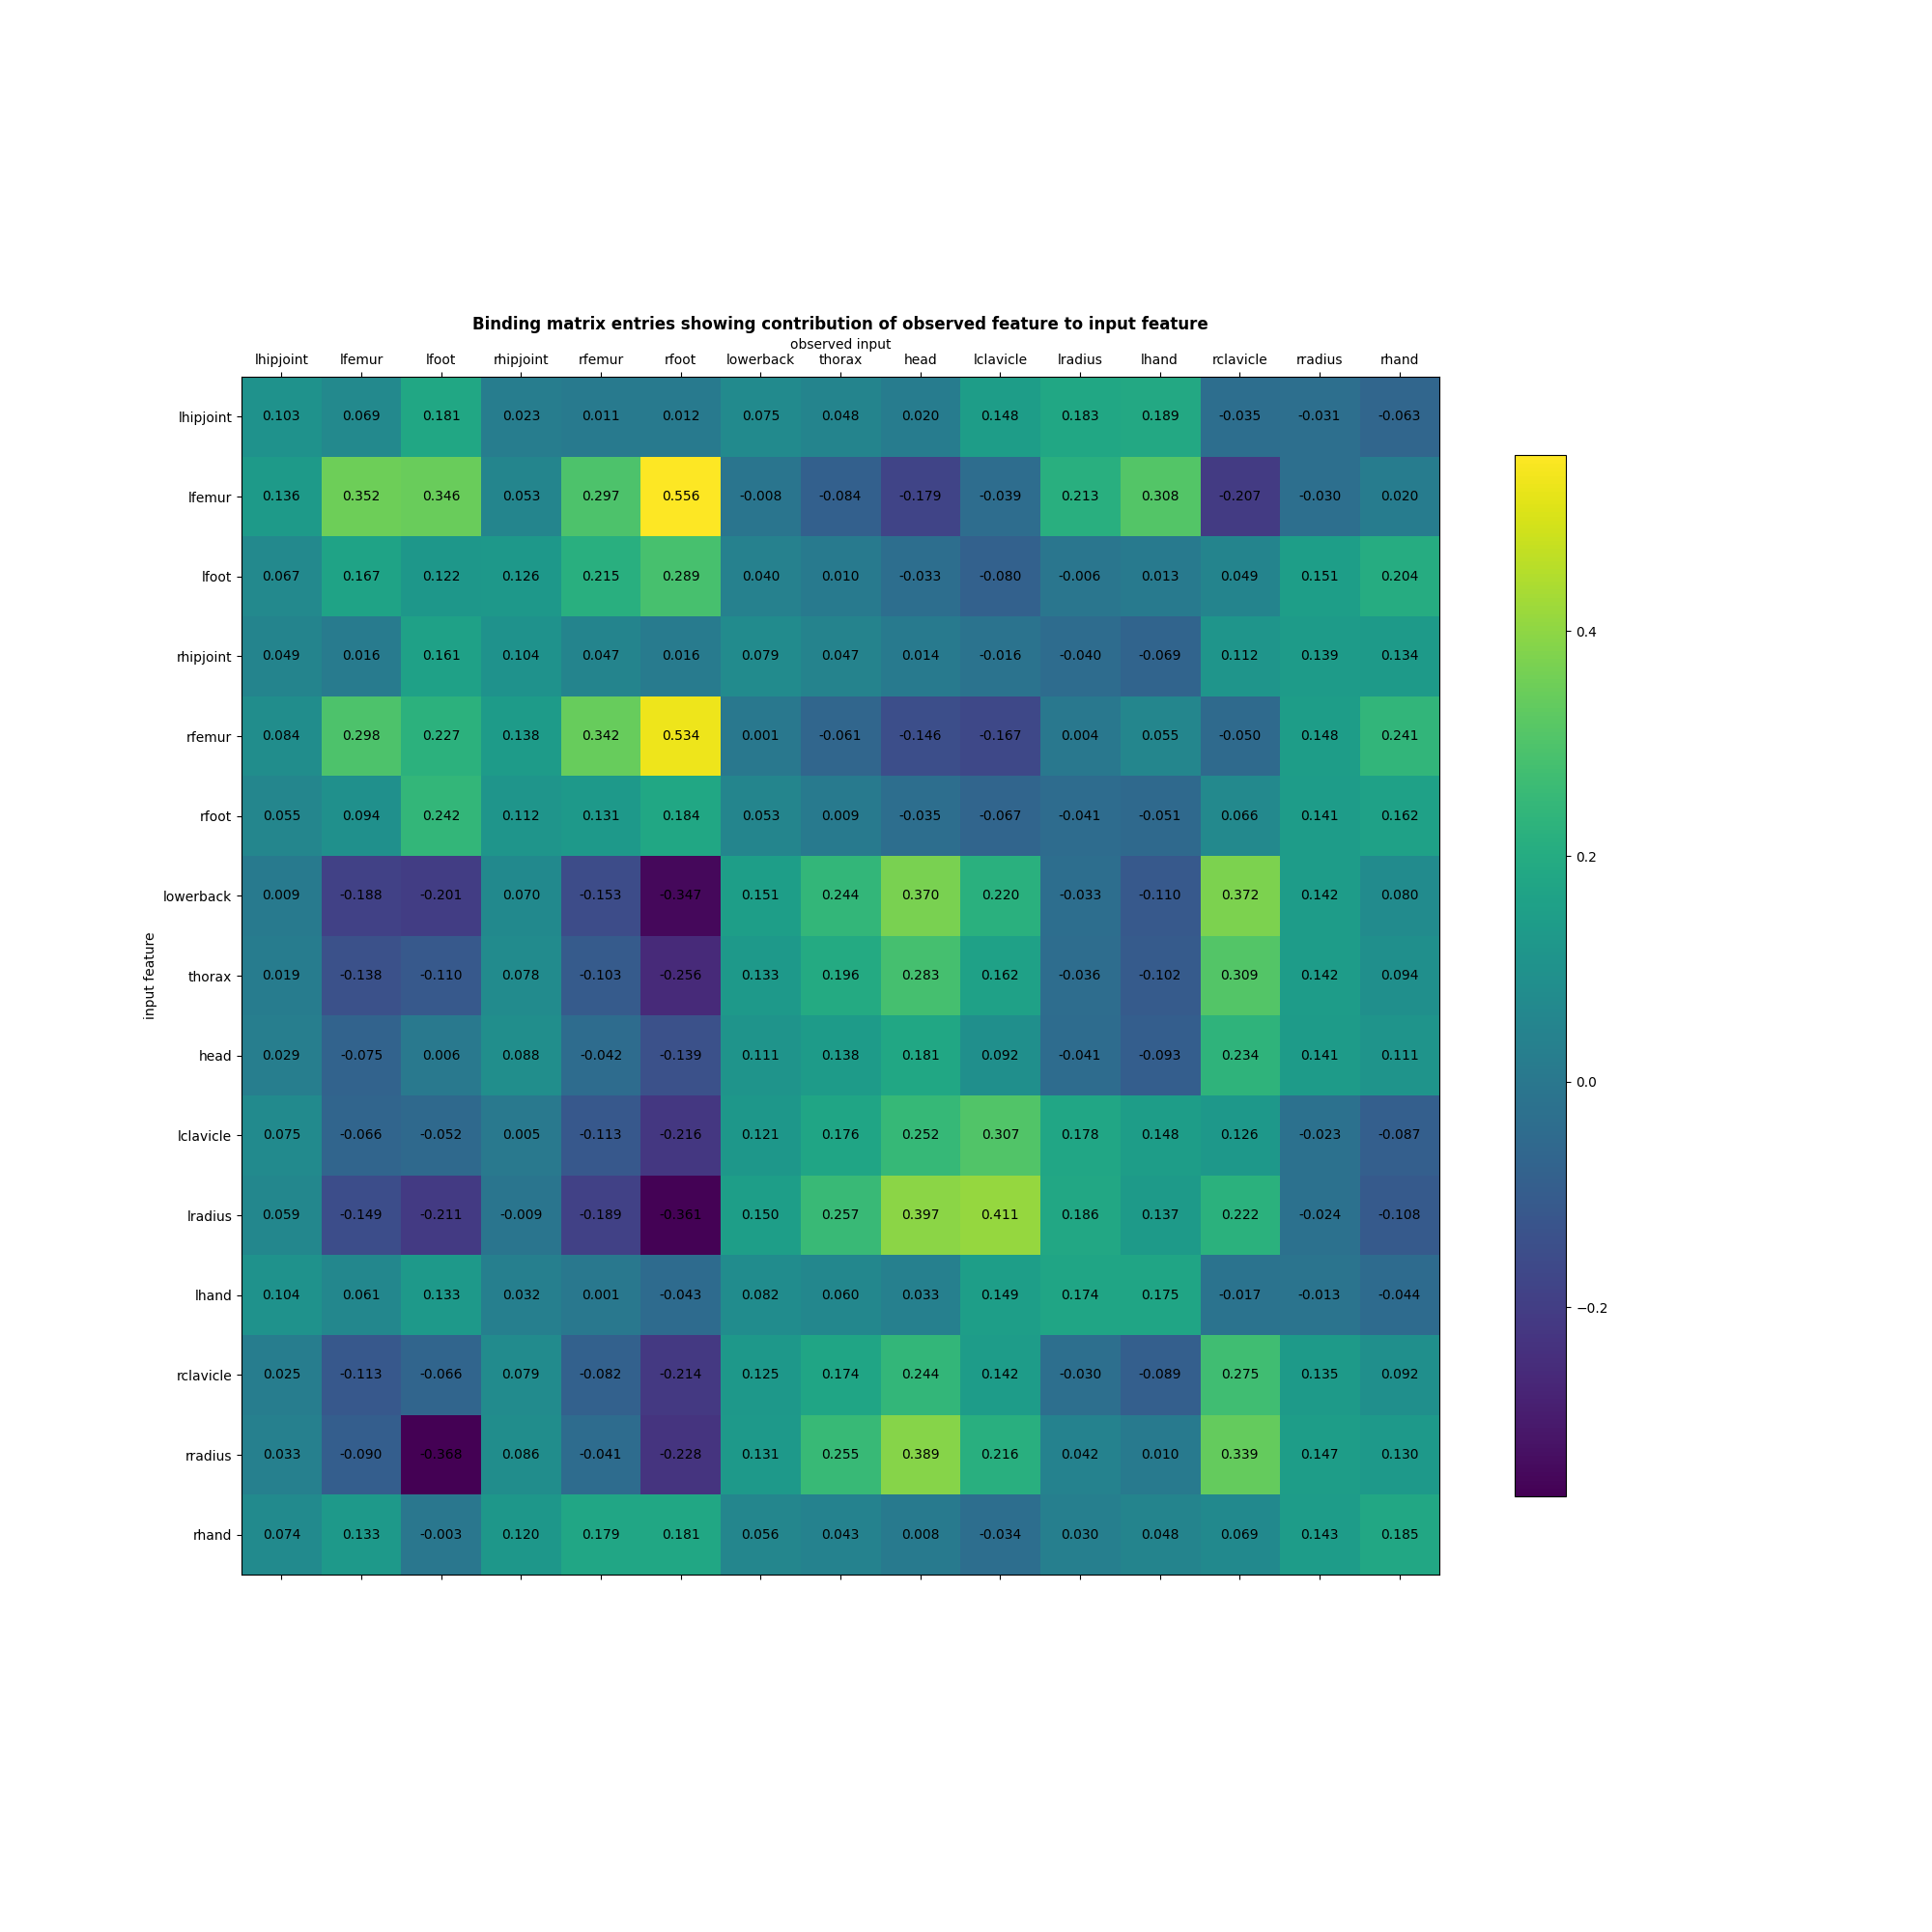 Binding matrix entries showing contribution of observed feature to input feature
observed input
lhipjoint lfemur lfoot rhipjoint rfemur rfoot lowerback thorax head lclavicle lradius lhand rclavicle rradius rhand
lhipjoint 0.103 0.069 0.181 0.023 0.011 0.012 0.075 0.048 0.020 0.148 0.183 0.189 -0.035 -0.031 -0.063
lfemur 0.136 0.352 0.346 0.053 0.297 0.556 -0.008 -0.084 -0.179 -0.039 0.213 0.308 -0.207 -0.030 0.020
lfoot 0.067 0.167 0.122 0.126 0.215 0.289 0.040 0.010 -0.033 -0.080 -0.006 0.013 0.049 0.151 0.204
rhipjoint 0.049 0.016 0.161 0.104 0.047 0.016 0.079 0.047 0.014 -0.016 -0.040 -0.069 0.112 0.139 0.134
rfemur 0.084 0.298 0.227 0.138 0.342 0.534 0.001 -0.061 -0.146 -0.167 0.004 0.055 -0.050 0.148 0.241
rfoot 0.055 0.094 0.242 0.112 0.131 0.184 0.053 0.009 -0.035 -0.067 -0.041 -0.051 0.066 0.141 0.162
lowerback 0.009 -0.188 -0.201 0.070 -0.153 -0.347 0.151 0.244 0.370 0.220 -0.033 -0.110 0.372 0.142 0.080
thorax 0.019 -0.138 -0.110 0.078 -0.103 -0.256 0.133 0.196 0.283 0.162 -0.036 -0.102 0.309 0.142 0.094
head 0.029 -0.075 0.006 0.088 -0.042 -0.139 0.111 0.138 0.181 0.092 -0.041 -0.093 0.234 0.141 0.111
lclavicle 0.075 -0.066 -0.052 0.005 -0.113 -0.216 0.121 0.176 0.252 0.307 0.178 0.148 0.126 -0.023 -0.087
lradius 0.059 -0.149 -0.211 -0.009 -0.189 -0.361 0.150 0.257 0.397 0.411 0.186 0.137 0.222 -0.024 -0.108
lhand 0.104 0.061 0.133 0.032 0.001 -0.043 0.082 0.060 0.033 0.149 0.174 0.175 -0.017 -0.013 -0.044
rclavicle 0.025 -0.113 -0.066 0.079 -0.082 -0.214 0.125 0.174 0.244 0.142 -0.030 -0.089 0.275 0.135 0.092
rradius 0.033 -0.090 -0.368 0.086 -0.041 -0.228 0.131 0.255 0.389 0.216 0.042 0.010 0.339 0.147 0.130
rhand 0.074 0.133 -0.003 0.120 0.179 0.181 0.056 0.043 0.008 -0.034 0.030 0.048 0.069 0.143 0.185
input feature
0.4
0.2
0.0
−0.2